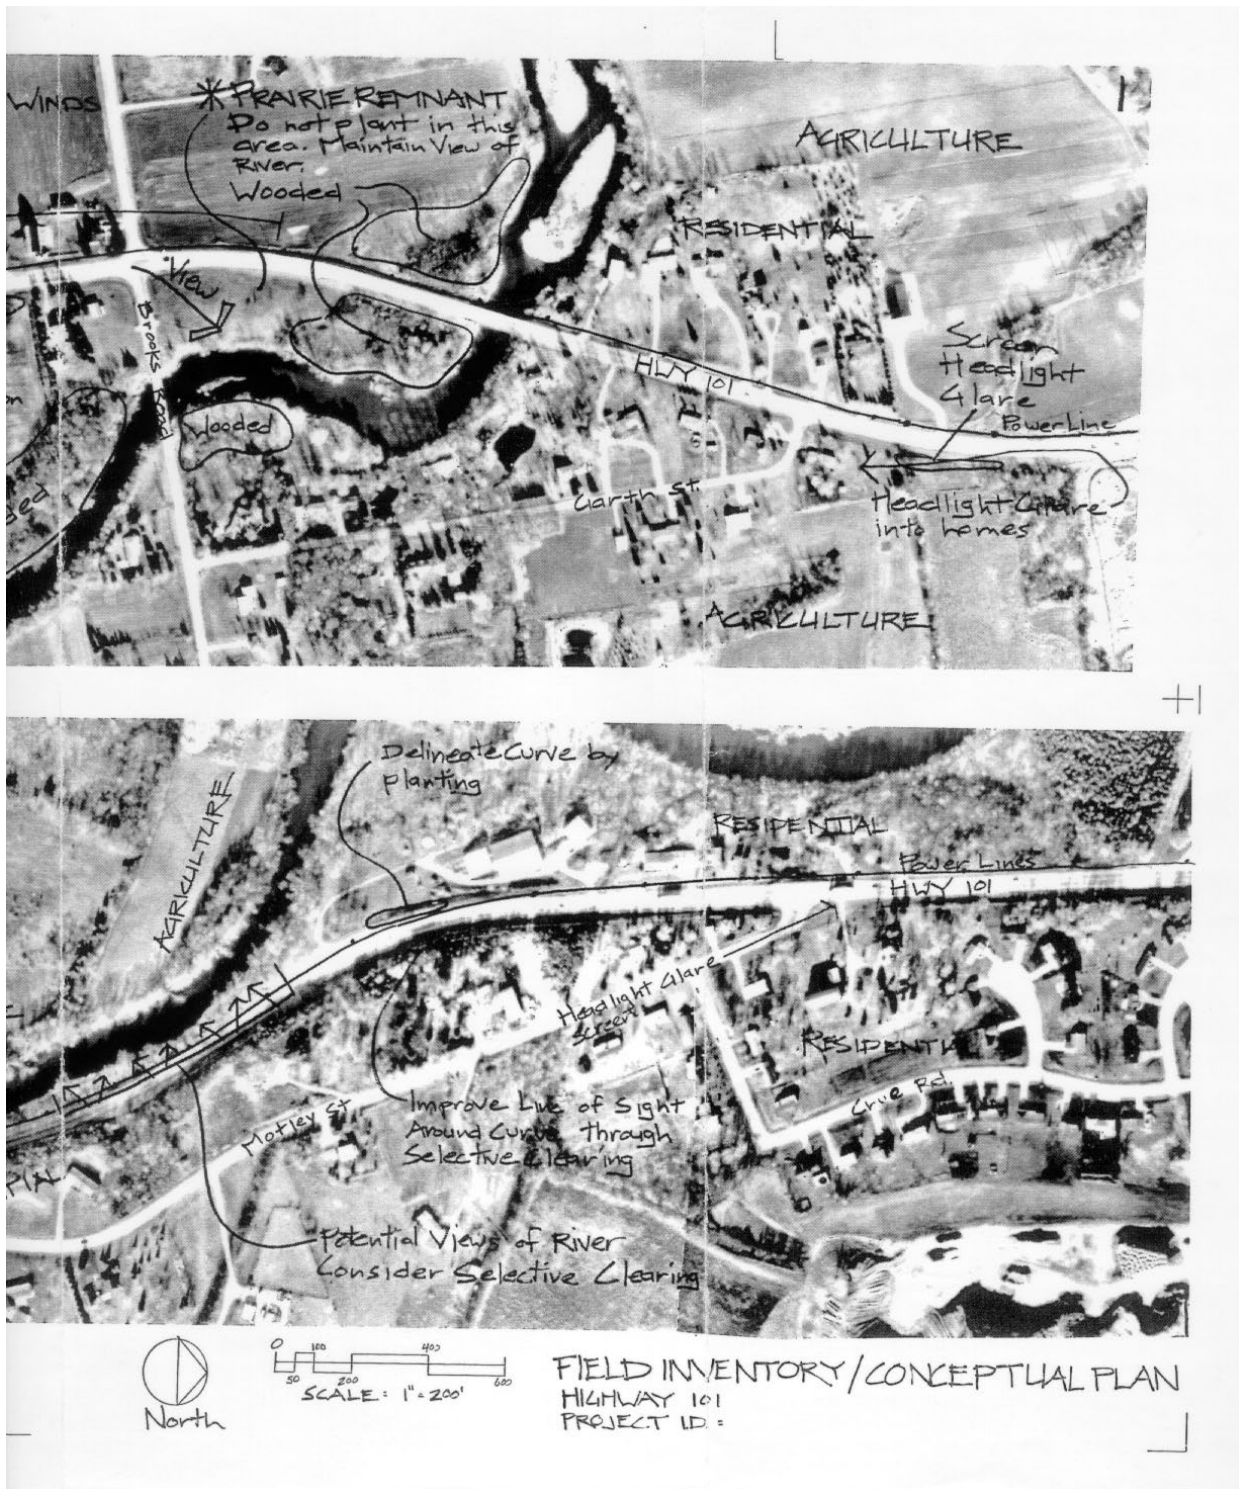 WINDS
PRAIRIE REMNANT
Do not plant in this
area. Maintain View of
River.
Wooded
AGRICULTURE
RESIDENTIAL
View
Brooks Road
Wooded
HWY 101
Screen
Headlight
Glare
Power Line
Garth St.
Headlight Glare
into homes
AGRICULTURE
Delineate Curve by
planting
AGRICULTURE
RESIDENTIAL
Power Lines
HWY 101
Headlight Glare
Screen
RESIDENTIAL
Crue Rd.
Motley St
Improve Line of Sight
Around Curve through
Selective Clearing
Potential Views of River
Consider Selective Clearing
0 100 400
50 200 600
SCALE: 1"=200'
North
FIELD INVENTORY/CONCEPTUAL PLAN
HIGHWAY 101
PROJECT ID: